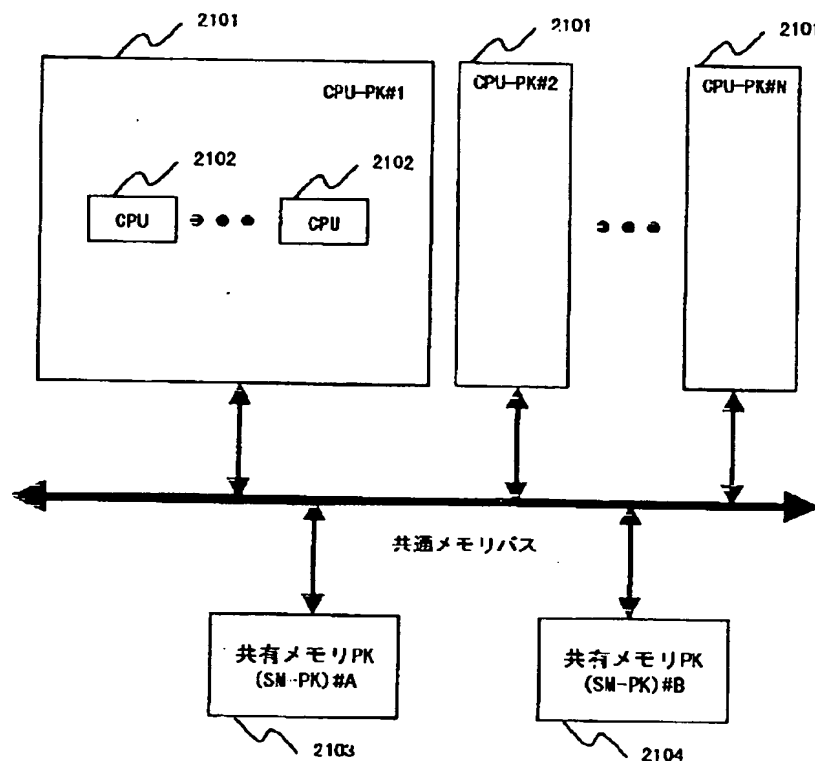 2101
2101
2101
CPU-PK#1
CPU-PK#2
CPU-PK#N
2102
2102
CPU
CPU
共通メモリバス
共有メモリPK
(SM-PK)#A
共有メモリPK
(SM-PK)#B
2103
2104